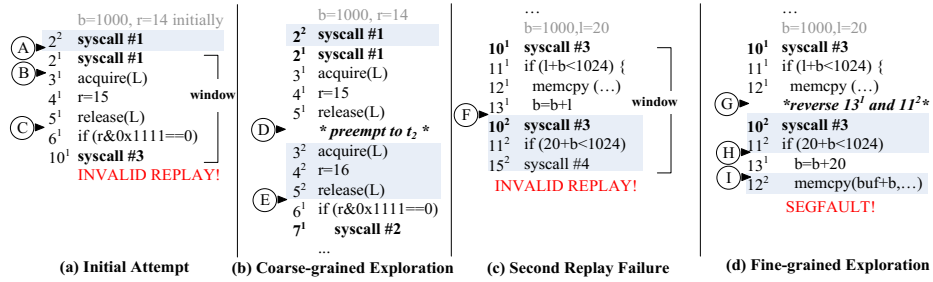 b=1000, r=14 initially
A
2² syscall #1
2¹ syscall #1
B
3¹ acquire(L)
4¹ r=15
window
C
5¹ release(L)
6¹ if (r&0x1111==0)
10¹ syscall #3
INVALID REPLAY!
(a) Initial Attempt
b=1000, r=14
2² syscall #1
2¹ syscall #1
3¹ acquire(L)
4¹ r=15
5¹ release(L)
D
* preempt to t₂ *
3² acquire(L)
4² r=16
E
5² release(L)
6¹ if (r&0x1111==0)
7¹ syscall #2
...
(b) Coarse-grained Exploration
...
b=1000,l=20
10¹ syscall #3
11¹ if (l+b<1024) {
12¹ memcpy (…)
window
F
13¹ b=b+l
10² syscall #3
11² if (20+b<1024)
15² syscall #4
INVALID REPLAY!
(c) Second Replay Failure
...
b=1000,l=20
10¹ syscall #3
11¹ if (l+b<1024) {
12¹ memcpy (…)
G
*reverse 13¹ and 11²*
10² syscall #3
H
11² if (20+b<1024)
13¹ b=b+20
I
12² memcpy(buf+b,…)
SEGFAULT!
(d) Fine-grained Exploration